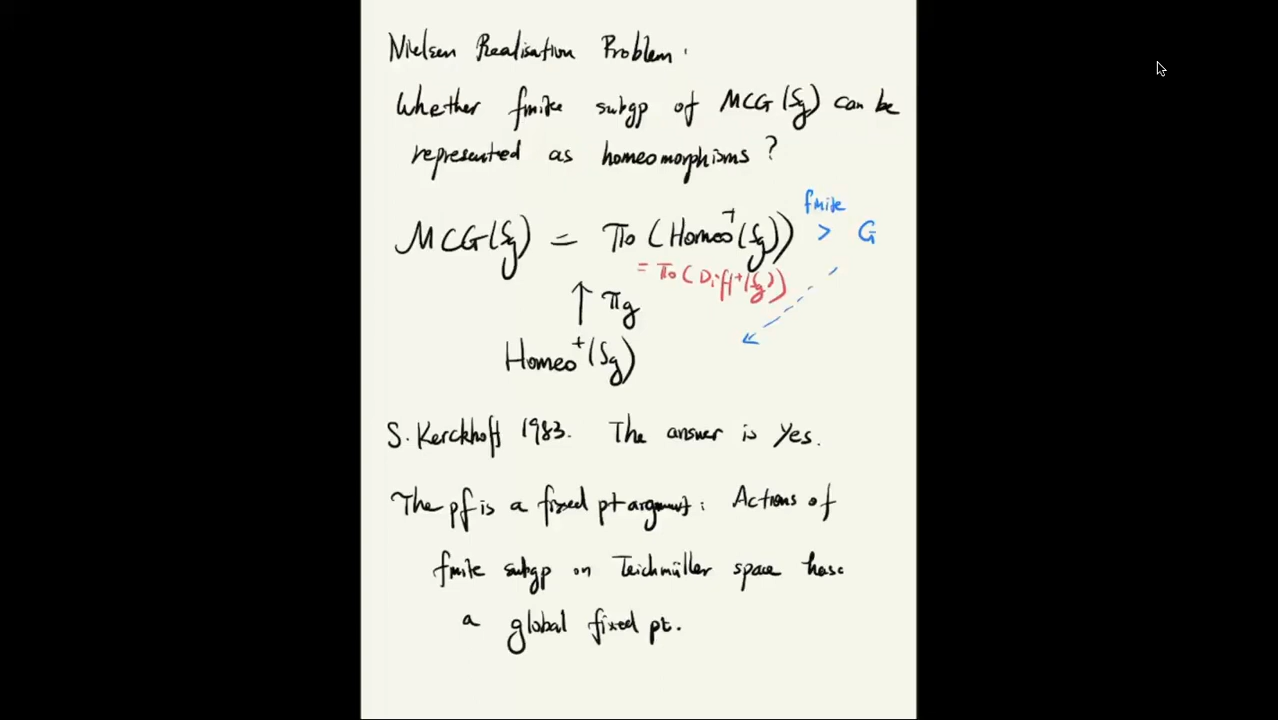 Nielsen Realisation Problem.
Whether finite subgp of MCG(Sg) can be
represented as homeomorphisms?
finite
MCG(Sg) = π0(Homeo⁺(Sg)) > G
= π0(Diff⁺(Sg))
↑ πg
Homeo⁺(Sg)
S. Kerckhoff 1983. The answer is Yes.
The pf is a fixed pt argument: Actions of
finite subgp on Teichmüller space has
a global fixed pt.